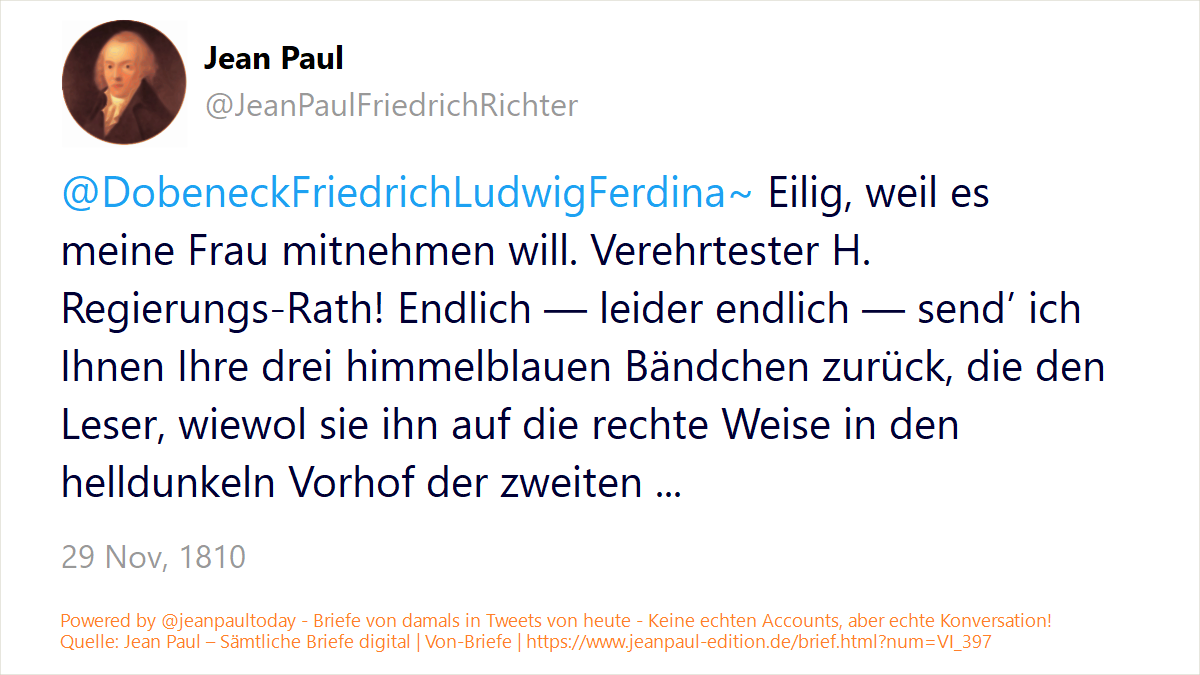 Jean Paul
@JeanPaulFriedrichRichter
@DobeneckFriedrichLudwigFerdina~ Eilig, weil es
meine Frau mitnehmen will. Verehrtester H.
Regierungs-Rath! Endlich — leider endlich — send’ ich
Ihnen Ihre drei himmelblauen Bändchen zurück, die den
Leser, wiewol sie ihn auf die rechte Weise in den
helldunkeln Vorhof der zweiten ...
29 Nov, 1810
Powered by @jeanpaultoday - Briefe von damals in Tweets von heute - Keine echten Accounts, aber echte Konversation!
Quelle: Jean Paul – Sämtliche Briefe digital | Von-Briefe | https://www.jeanpaul-edition.de/brief.html?num=VI_397